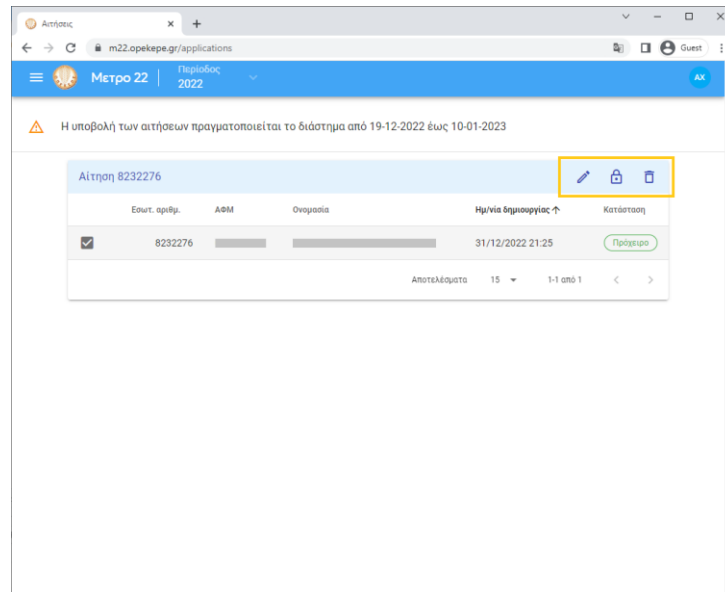 Αιτήσεις
m22.opekepe.gr/applications
Guest
Μετρο 22
Περίοδος
2022
AX
Η υποβολή των αιτήσεων πραγματοποιείται το διάστημα από 19-12-2022 έως 10-01-2023
Αίτηση 8232276
Εσωτ. αριθμ. ΑΦΜ Ονομασία Ημ/νία δημιουργίας Κατάσταση
8232276 31/12/2022 21:25 Πρόχειρο
Αποτελέσματα 15 1-1 από 1